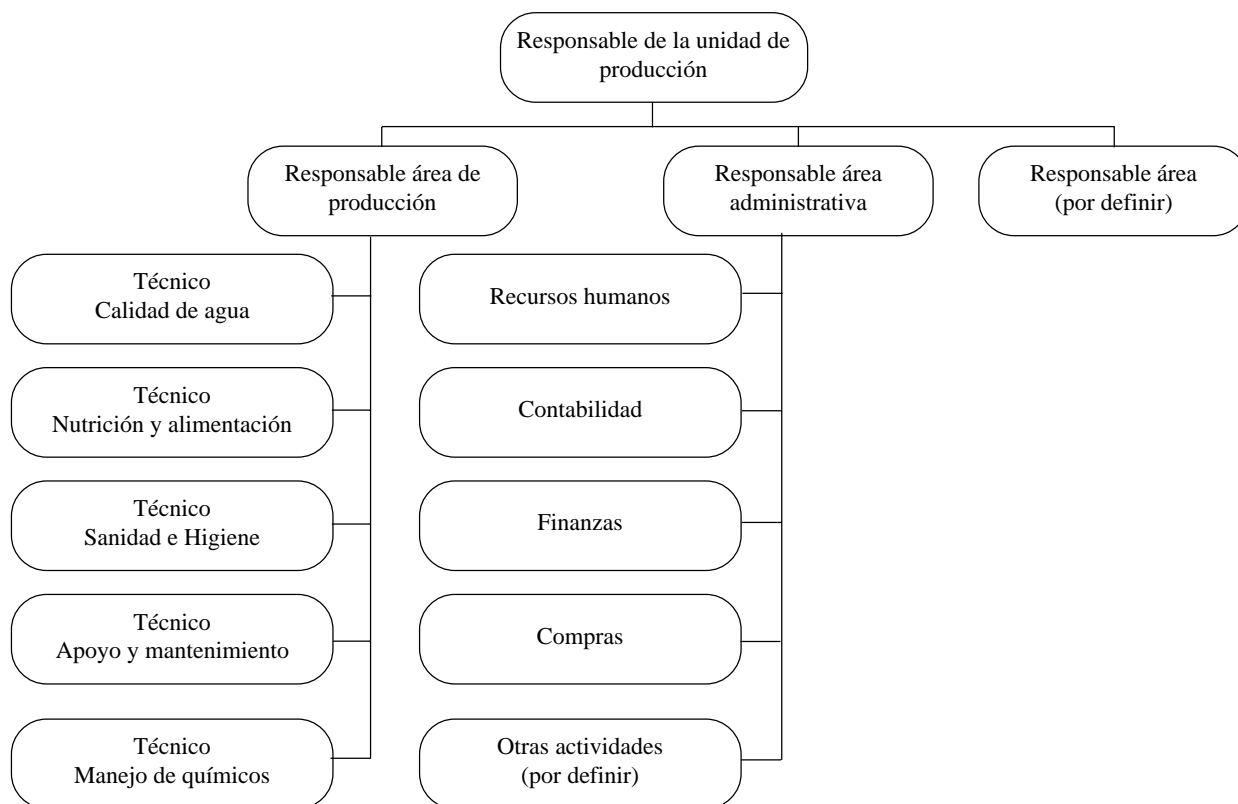 Responsable de la unidad de
producción
Responsable área de
producción
Responsable área
administrativa
Responsable área
(por definir)
Técnico
Calidad de agua
Técnico
Nutrición y alimentación
Técnico
Sanidad e Higiene
Técnico
Apoyo y mantenimiento
Técnico
Manejo de químicos
Recursos humanos
Contabilidad
Finanzas
Compras
Otras actividades
(por definir)